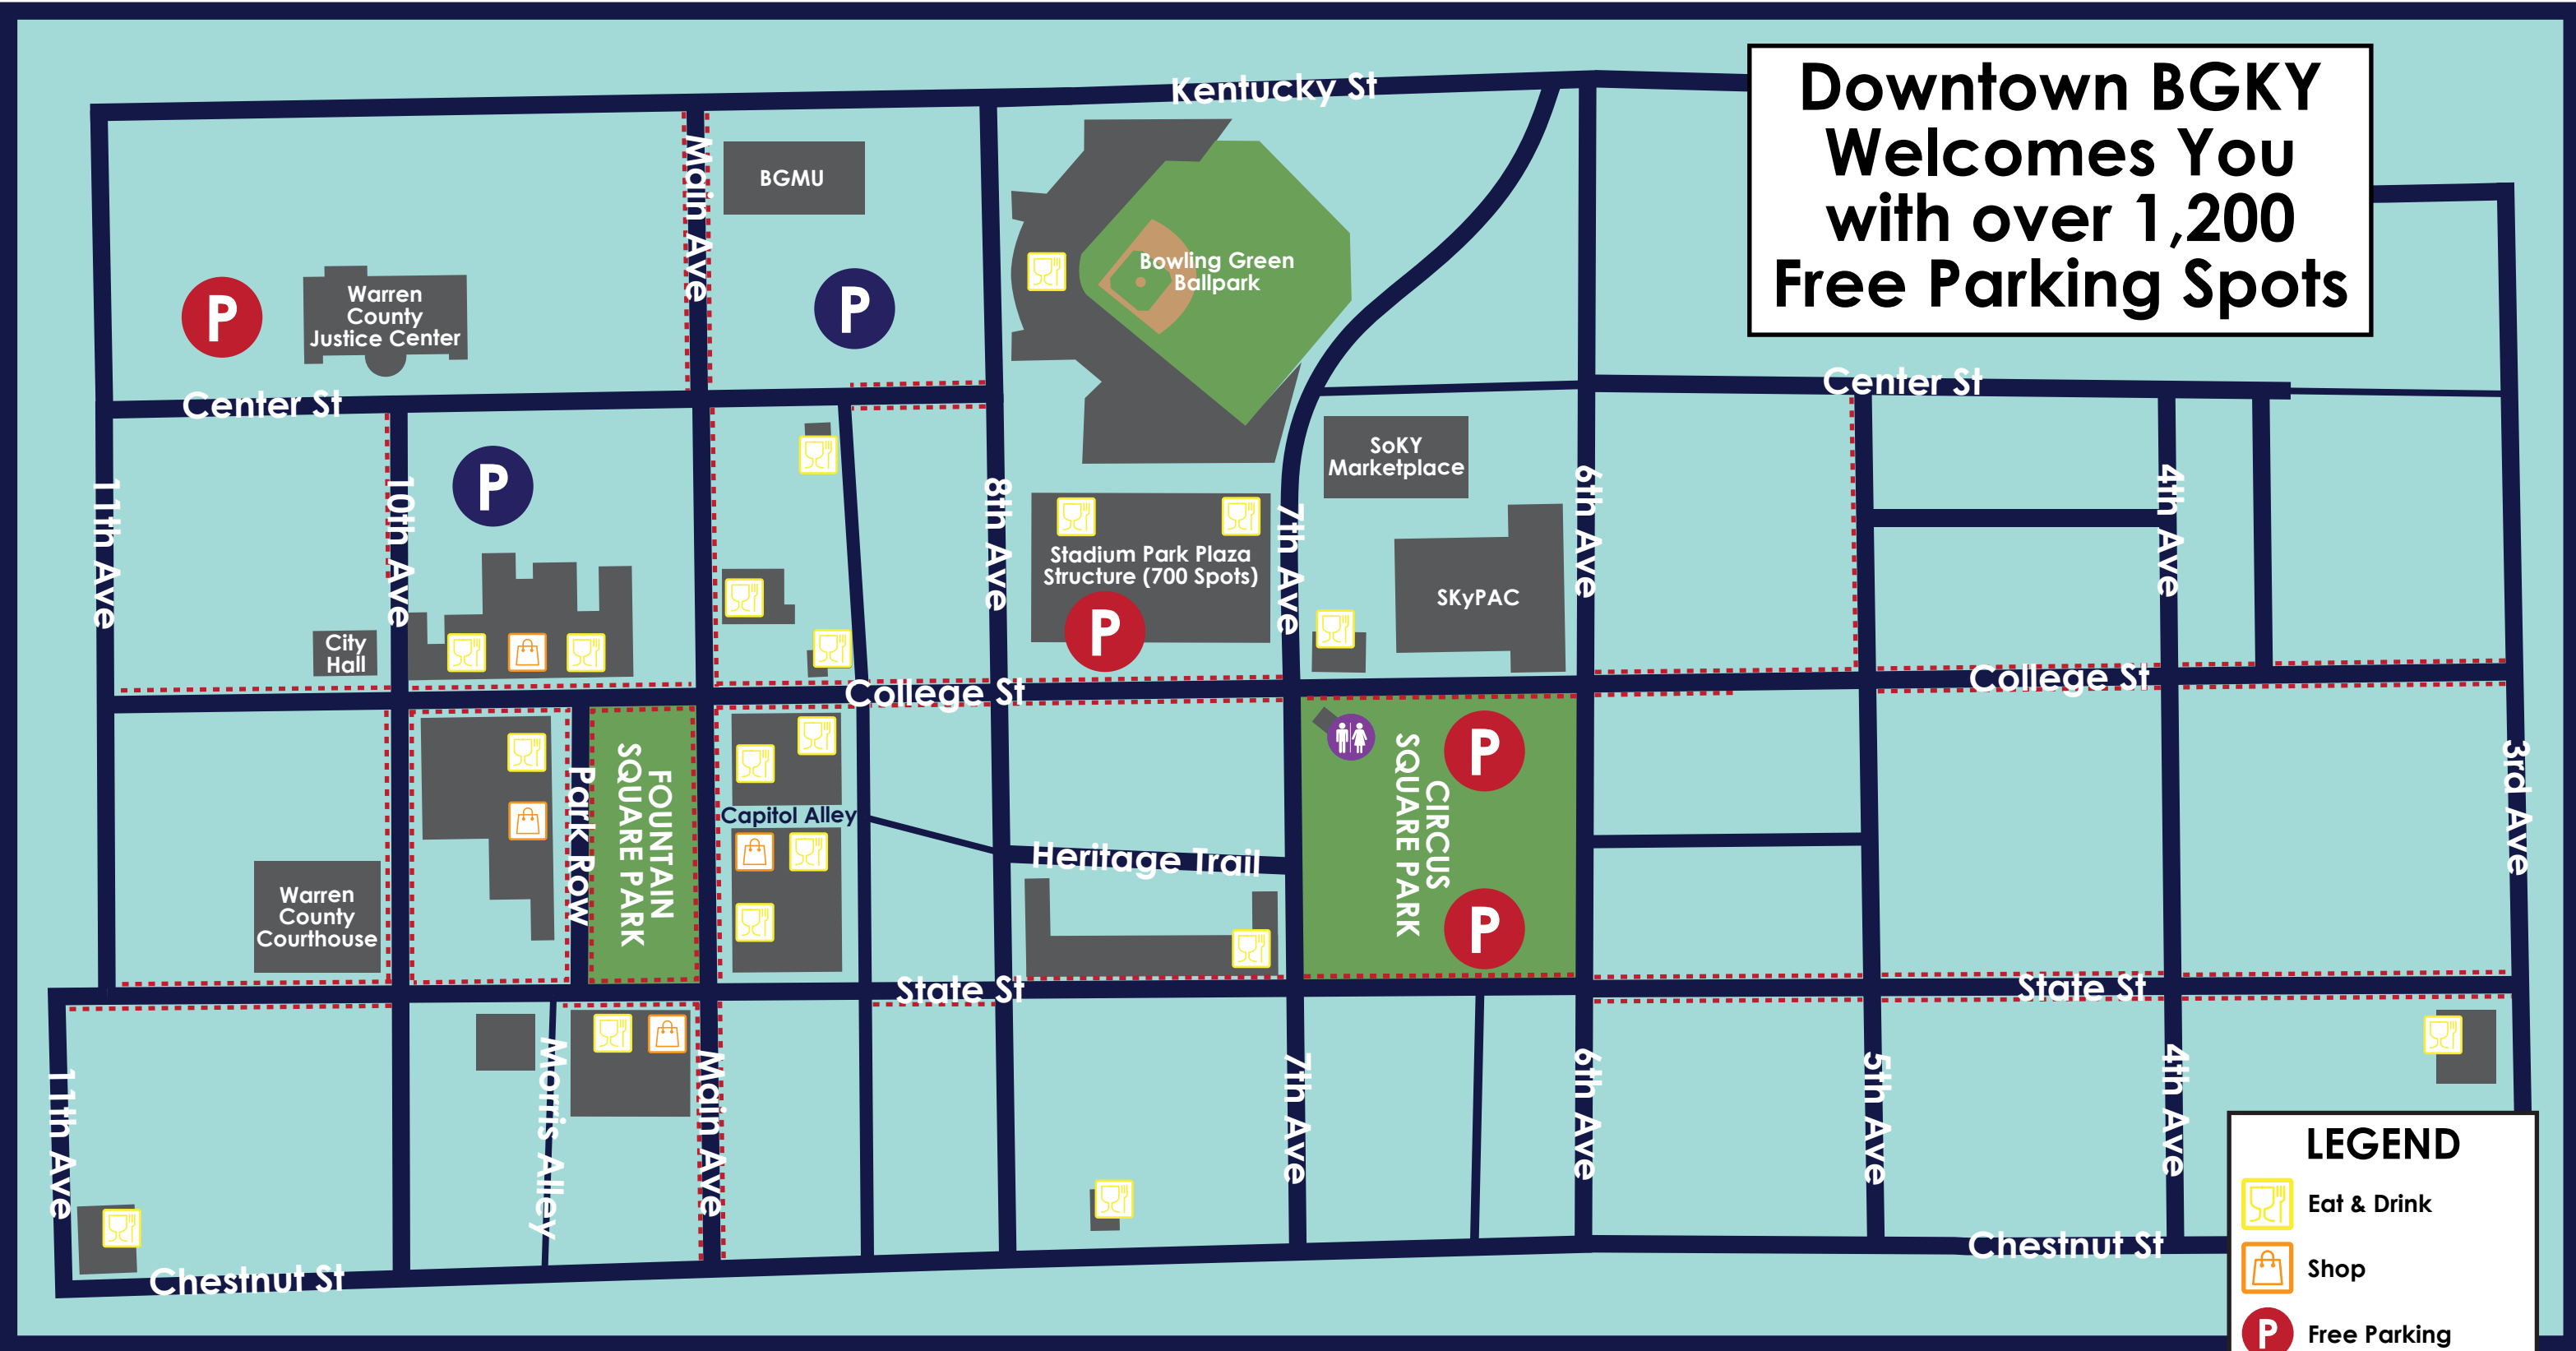 Kentucky St
Downtown BGKY
Welcomes You
with over 1,200
Free Parking Spots
Main Ave
BGMU
Bowling Green
Ballpark
P
Warren
County
Justice Center
P
Center St
Center St
SoKY
Marketplace
P
11th Ave
10th Ave
8th Ave
7th Ave
6th Ave
4th Ave
Stadium Park Plaza
Structure (700 Spots)
P
SKyPAC
City
Hall
College St
College St
Park Row
FOUNTAIN
SQUARE PARK
Capitol Alley
Heritage Trail
CIRCUS
SQUARE PARK
P
P
3rd Ave
Warren
County
Courthouse
State St
State St
11th Ave
Morris Alley
Main Ave
7th Ave
6th Ave
5th Ave
4th Ave
Chestnut St
Chestnut St
LEGEND
Eat & Drink
Shop
P Free Parking